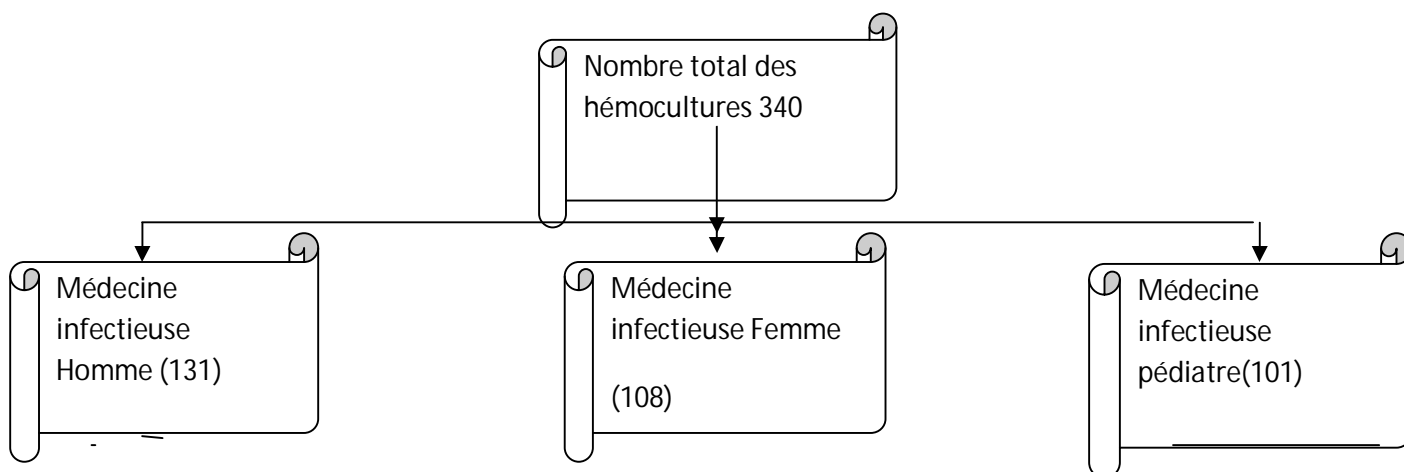 Nombre total des
hémocultures 340
Médecine
infectieuse
Homme (131)
Médecine
infectieuse Femme
(108)
Médecine
infectieuse
pédiatre(101)